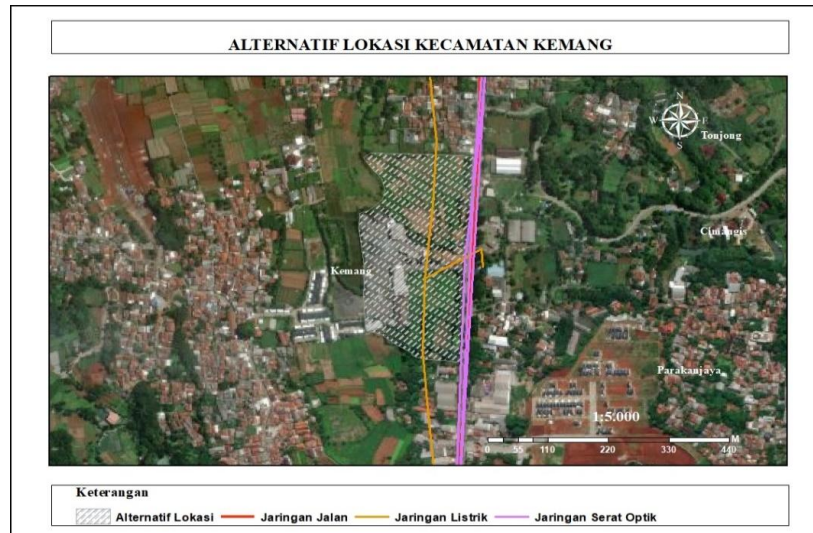 ALTERNATIF LOKASI KECAMATAN KEMANG
N
W E
S
Tonjong
Cimangis
Kemang
Parakanjaya
1:5.000
M
0 55 110 220 330 440
Keterangan
Alternatif Lokasi Jaringan Jalan Jaringan Listrik Jaringan Serat Optik